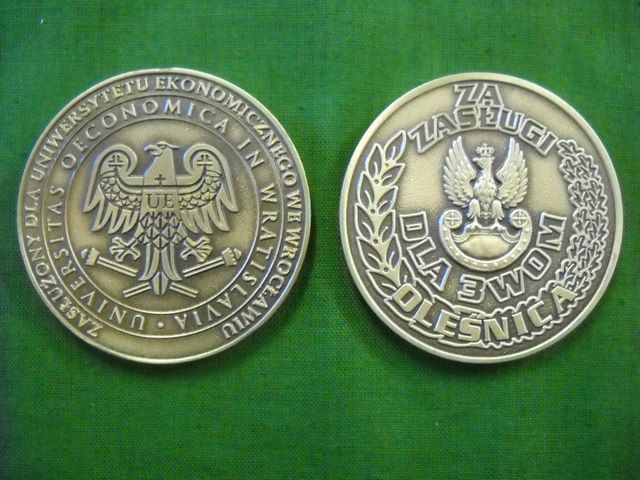 ZASŁUŻONY DLA UNIWERSYTETU EKONOMICZNEGO WE WROCŁAWIU
UNIVERSITAS OECONOMICA IN WRATISLAVIA •
UE
ZA
ZASŁUGI
DLA 3 WOM
OLEŚNICA